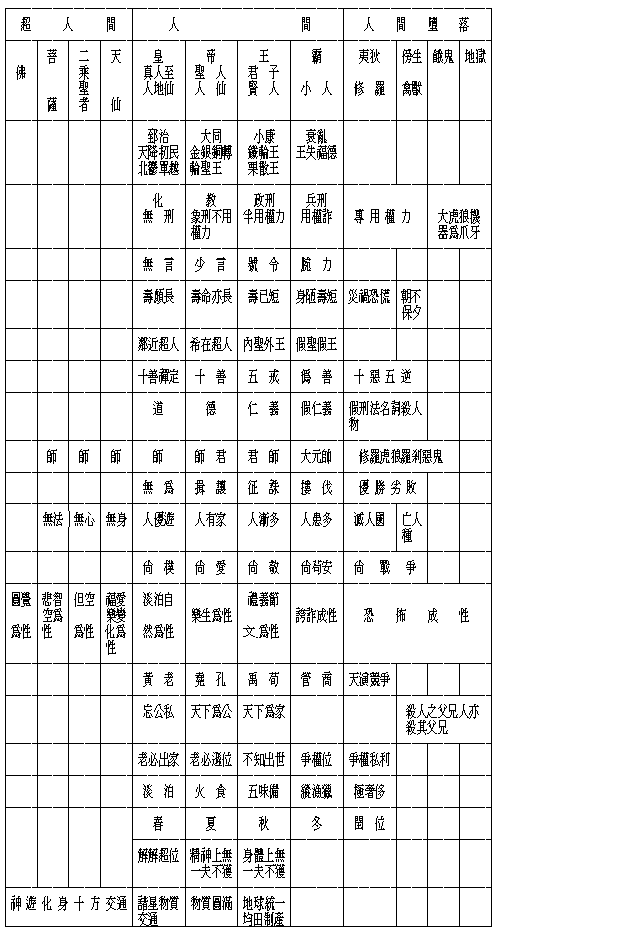 超人間 人間 人間墮落
佛 菩薩 二乘聖者 天仙 皇 真人至人地仙 帝 聖人人仙 王 君子賢人 霸 小人 夷狄修羅 傍生禽獸 餓鬼 地獄
郅治 天降初民北鬱單越 大同 金銀銅轉輪聖王 小康 鐵輪王粟散王 衰亂 王失福德
化 無刑 教 象刑不用權力 政刑 半用權力 兵刑 用權詐 專用權力 大虎狼機器爲爪牙
無言 少言 號令 腕力
壽頗長 壽命亦長 壽已短 身陋壽短 災禍恐慌 朝不保夕
鄰近超人 希在超人 內聖外王 假聖假王
十善禪定 十善 五戒 僞善 十惡五逆
道 德 仁義 假仁義 假刑法名詞殺人物
師 師 師 師 師君 君師 大元帥 修羅虎狼羅刹惡鬼
無爲 揖讓 征誅 摟伐 優勝劣敗
無法 無心 無身 人優遊 人有家 人漸多 人患多 滅人國 亡人種
尙樸 尙愛 尙敬 尙茍安 尙戰爭
圓覺爲性 悲智空爲性 但空爲性 福愛樂變化爲性 淡泊自然爲性 樂生爲性 禮義節文.爲性 誇詐成性 恐怖成性
黃老 堯孔 禹荀 管商 天演競爭
忘公私 天下爲公 天下爲家 殺人之父兄人亦殺其父兄
老必出家 老必遜位 不知出世 爭權位 爭權私利
淡泊 火食 五味備 縱漁獵 極奢侈
春 夏 秋 冬 閏位
解解超位 精神上無一夫不獲 身體上無一夫不獲
神遊化身十方交通 諸星物質交通 物質圓滿 地球統一均田制產